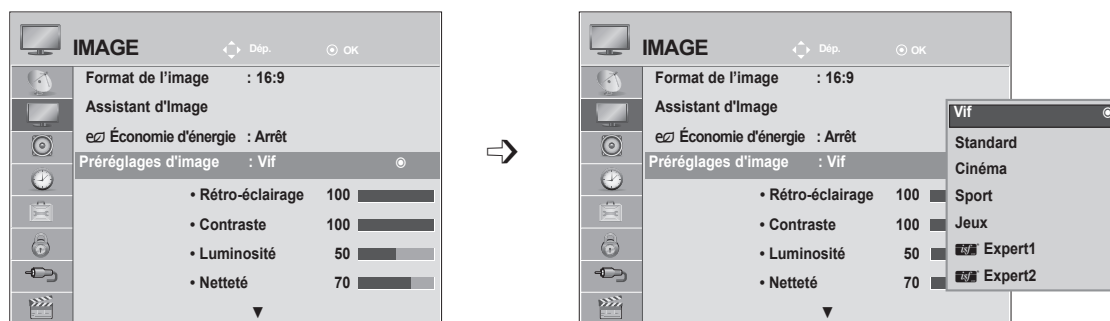 IMAGE Dép. OK
Format de l'image : 16:9
Assistant d'Image
Économie d'énergie : Arrêt
Préréglages d'image : Vif
• Rétro-éclairage 100
• Contraste 100
• Luminosité 50
• Netteté 70
IMAGE Dép. OK
Format de l'image : 16:9
Assistant d'Image
Économie d'énergie : Arrêt
Préréglages d'image : Vif
• Rétro-éclairage 100
• Contraste 100
• Luminosité 50
• Netteté 70
Vif
Standard
Cinéma
Sport
Jeux
isf Expert1
isf Expert2